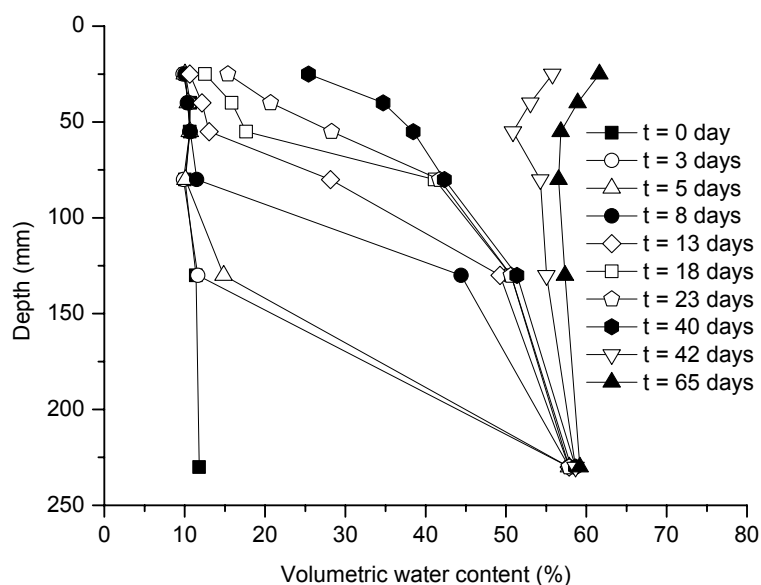 0
50
100
150
200
250
Depth (mm)
0 10 20 30 40 50 60 70 80
Volumetric water content (%)
t = 0 day
t = 3 days
t = 5 days
t = 8 days
t = 13 days
t = 18 days
t = 23 days
t = 40 days
t = 42 days
t = 65 days